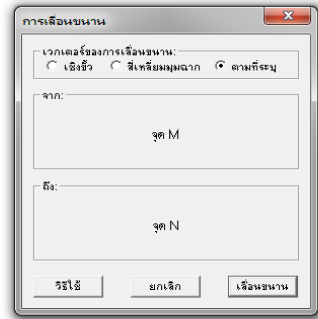 การเลื่อนขนาน
เวกเตอร์ของการเลื่อนขนาน:
เชิงขั้ว สี่เหลี่ยมมุมฉาก ตามที่ระบุ
จาก:
จุด M
ถึง:
จุด N
วิธีใช้ ยกเลิก เลื่อนขนาน